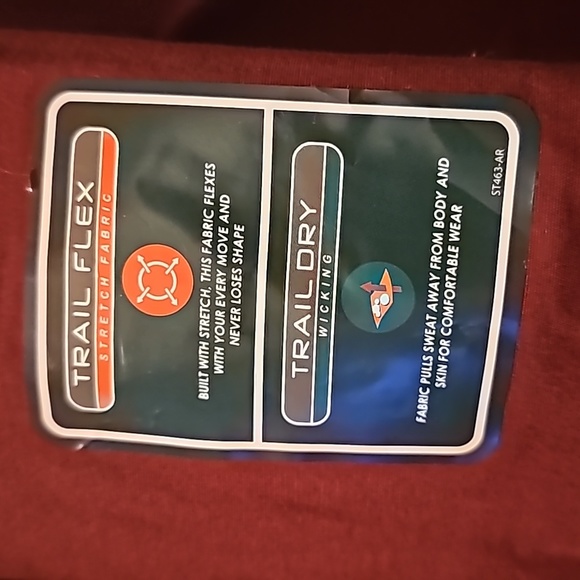 TRAIL FLEX
STRETCH FABRIC
BUILT WITH STRETCH, THIS FABRIC FLEXES
WITH YOUR EVERY MOVE AND
NEVER LOSES SHAPE
TRAIL DRY
WICKING
FABRIC PULLS SWEAT AWAY FROM BODY AND
SKIN FOR COMFORTABLE WEAR
ST463-AR